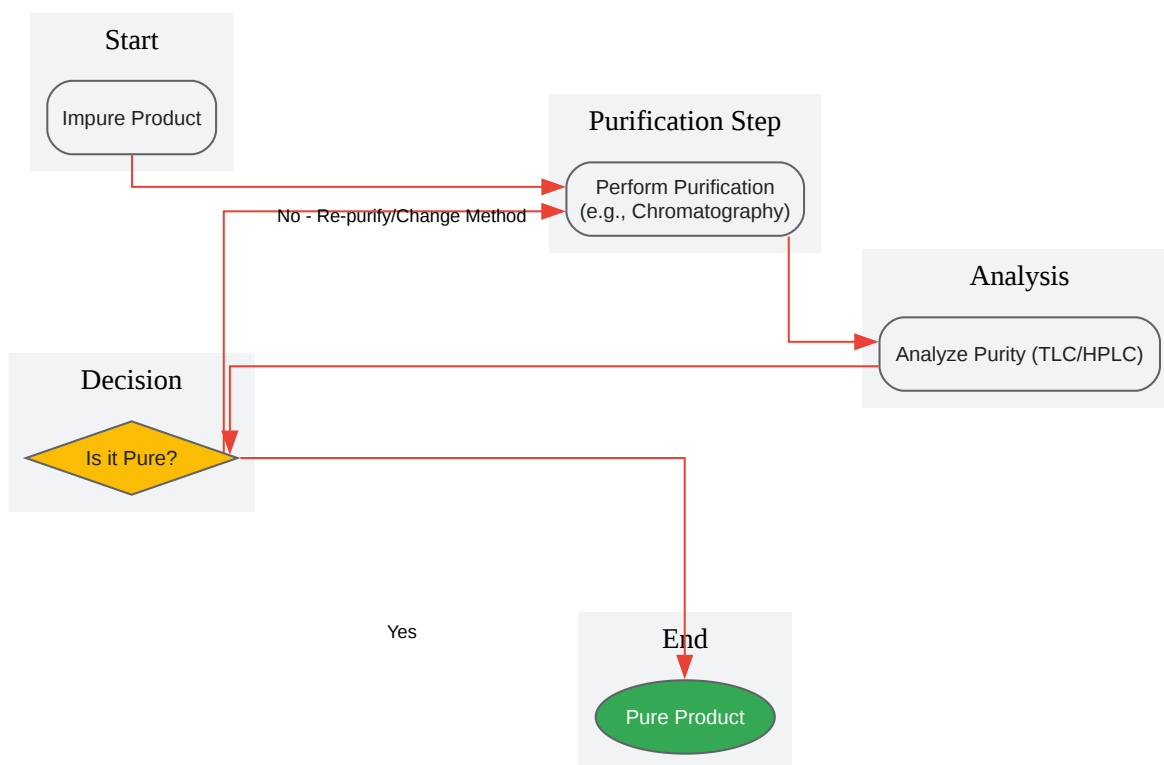 Start
Impure Product
Purification Step
Perform Purification
(e.g., Chromatography)
No - Re-purify/Change Method
Analysis
Analyze Purity (TLC/HPLC)
Decision
Is it Pure?
Yes
End
Pure Product